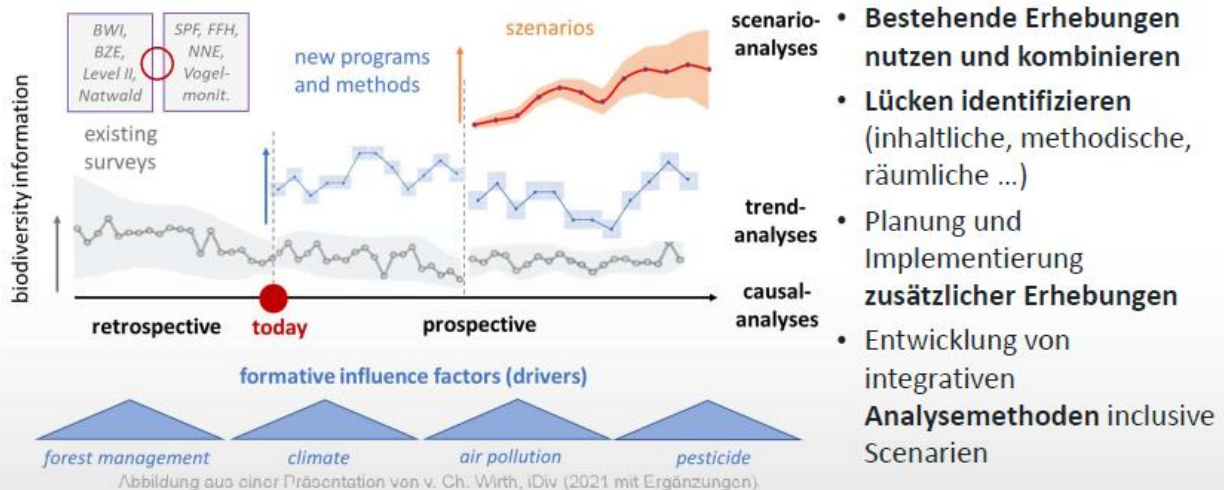 BWI,
BZE,
Level II,
Natwald
SPF, FFH,
NNE,
Vogel-
monit.
existing
surveys
new programs
and methods
szenarios
scenario-
analyses
trend-
analyses
causal-
analyses
biodiversity information
retrospective
today
prospective
formative influence factors (drivers)
forest management
climate
air pollution
pesticide
Abbildung aus einer Präsentation von v. Ch. Wirth, iDiv (2021 mit Ergänzungen)
• Bestehende Erhebungen
nutzen und kombinieren
• Lücken identifizieren
(inhaltliche, methodische,
räumliche ...)
• Planung und
Implementierung
zusätzlicher Erhebungen
• Entwicklung von
integrativen
Analysemethoden inclusive
Scenarien